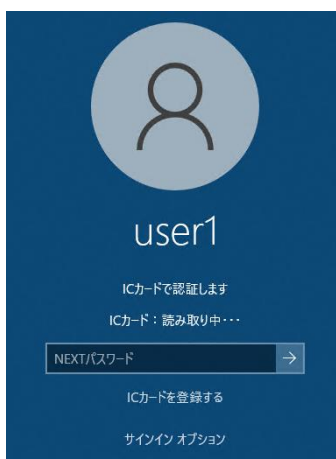 user1
ICカードで認証します
ICカード：読み取り中・・・
NEXTパスワード
ICカードを登録する
サインイン オプション